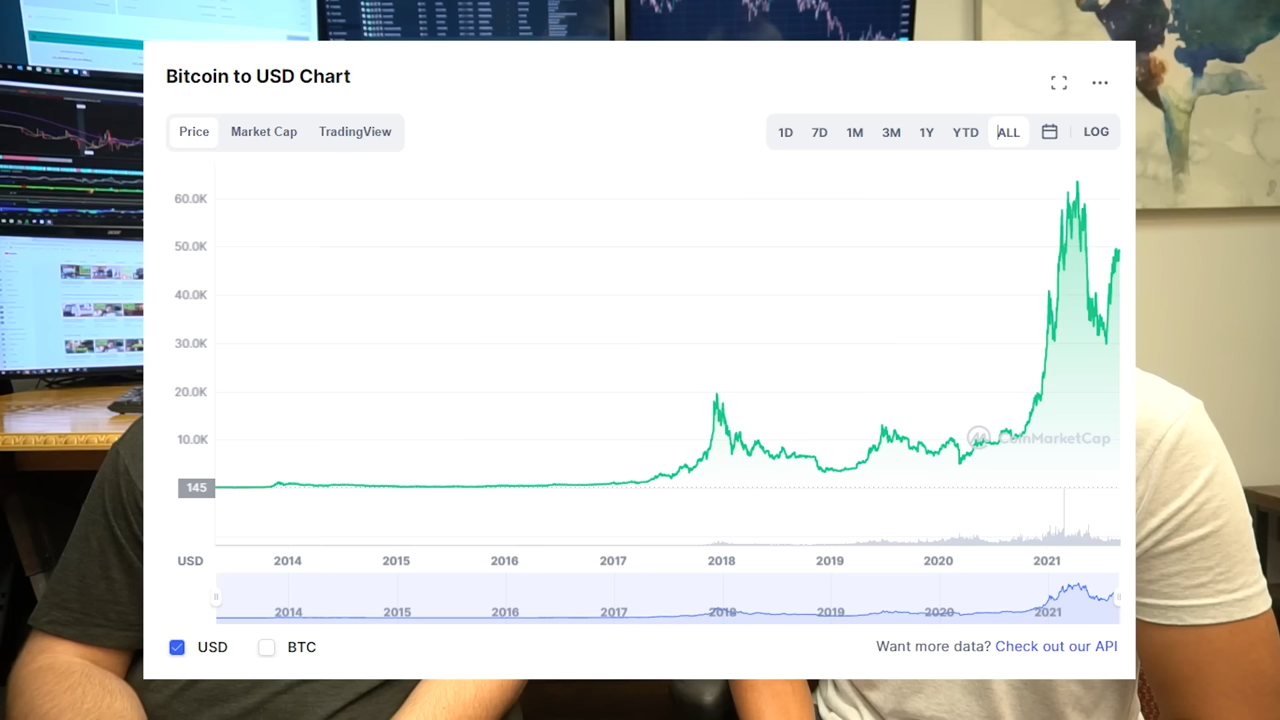 Bitcoin to USD Chart
Price Market Cap TradingView
1D 7D 1M 3M 1Y YTD ALL LOG
60.0K
50.0K
40.0K
30.0K
20.0K
10.0K
CoinMarketCap
145
USD 2014 2015 2016 2017 2018 2019 2020 2021
2014 2015 2016 2017 2018 2019 2020 2021
USD BTC
Want more data? Check out our API